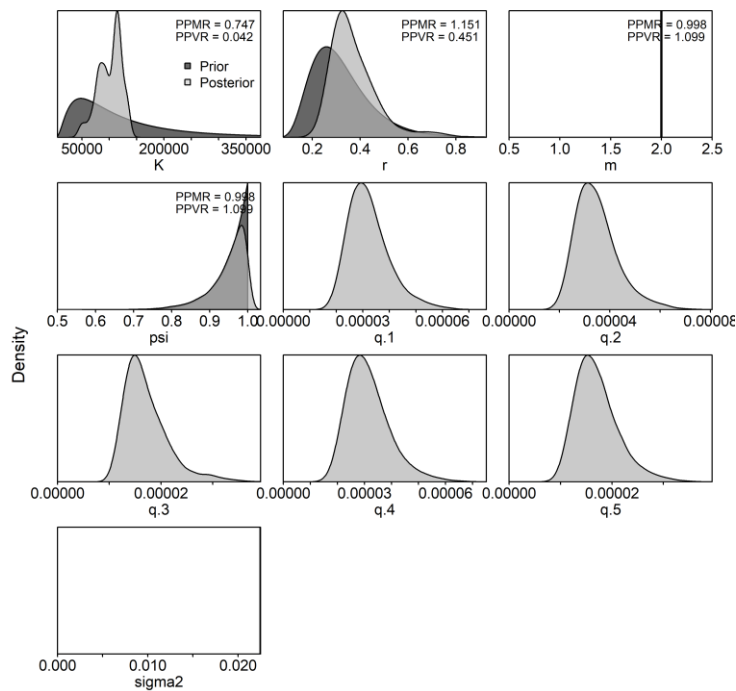 PPMR = 0.747
PPVR = 0.042
Prior
Posterior
50000 200000 350000
K
PPMR = 1.151
PPVR = 0.451
0.2 0.4 0.6 0.8
r
PPMR = 0.998
PPVR = 1.099
0.5 1.0 1.5 2.0 2.5
m
PPMR = 0.998
PPVR = 1.099
0.5 0.6 0.7 0.8 0.9 1.0
psi
0.00000 0.00003 0.00006
q.1
0.00000 0.00004 0.00008
q.2
Density
0.00000 0.00002
q.3
0.00000 0.00003 0.00006
q.4
0.00000 0.00002
q.5
0.000 0.010 0.020
sigma2